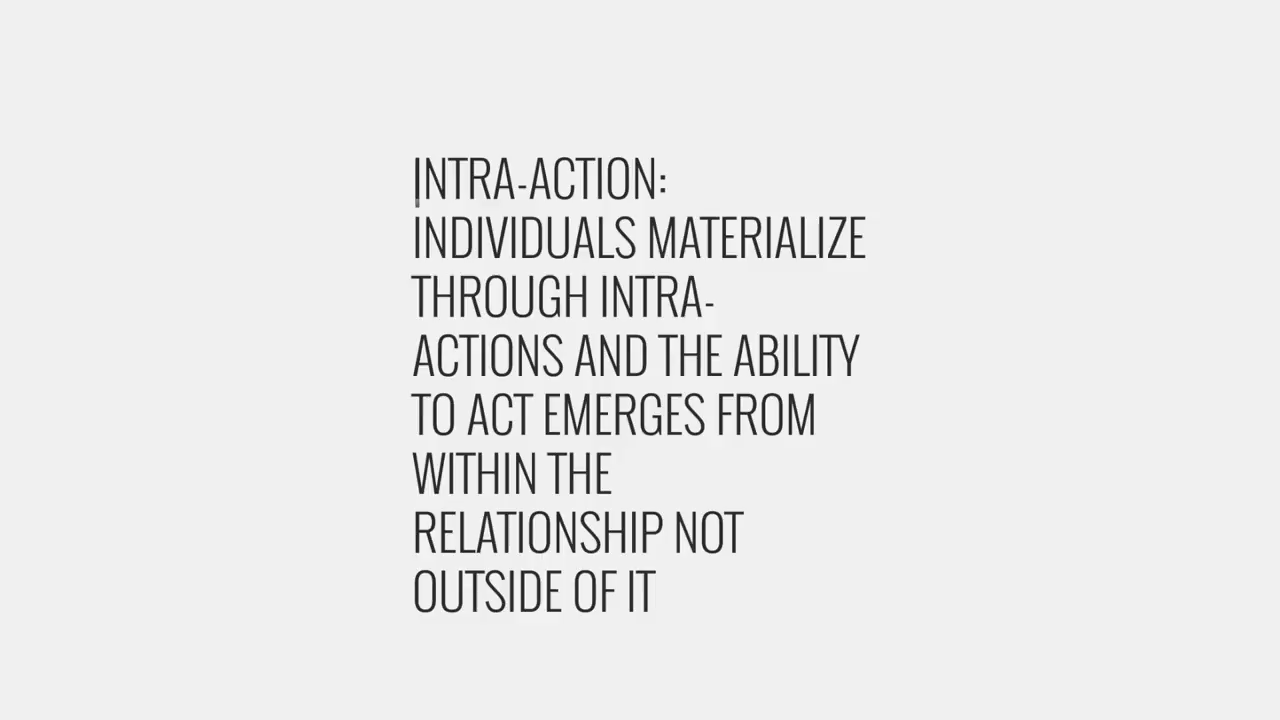 INTRA-ACTION:
INDIVIDUALS MATERIALIZE
THROUGH INTRA-
ACTIONS AND THE ABILITY
TO ACT EMERGES FROM
WITHIN THE
RELATIONSHIP NOT
OUTSIDE OF IT